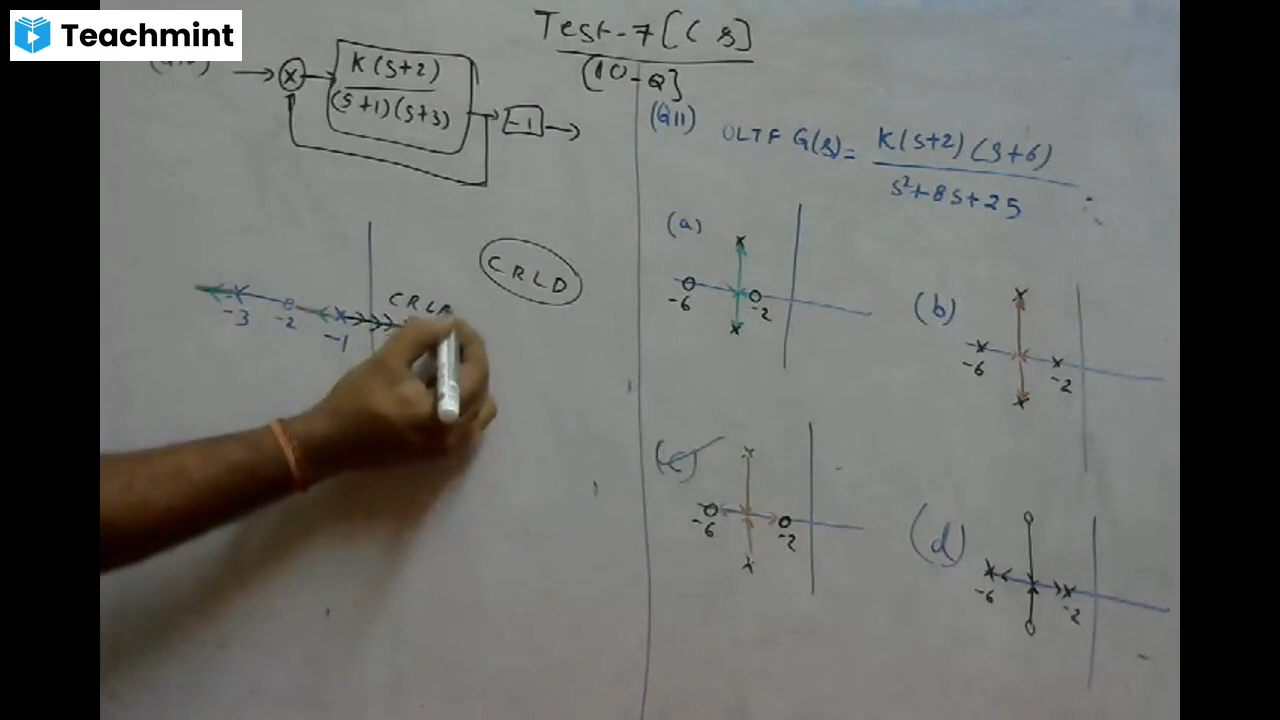 Teachmint
Test-7 [CS]
(10-Q)
K(s+2)
(s+1)(s+3)
-1
(Q11) OLTF G(s)= K(s+2)(s+6)
s²+8s+25
(a)
-6 -2
(b)
-6 -2
CRLD
CRLD
-3 -2 -1
(c)
-6 -2
(d)
-6 -2